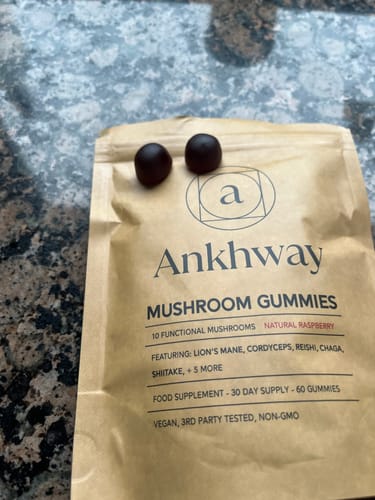 a
Ankhway
MUSHROOM GUMMIES
10 FUNCTIONAL MUSHROOMS NATURAL RASPBERRY
FEATURING: LION'S MANE, CORDYCEPS, REISHI, CHAGA,
SHIITAKE, + 5 MORE
FOOD SUPPLEMENT - 30 DAY SUPPLY - 60 GUMMIES
VEGAN, 3RD PARTY TESTED, NON-GMO